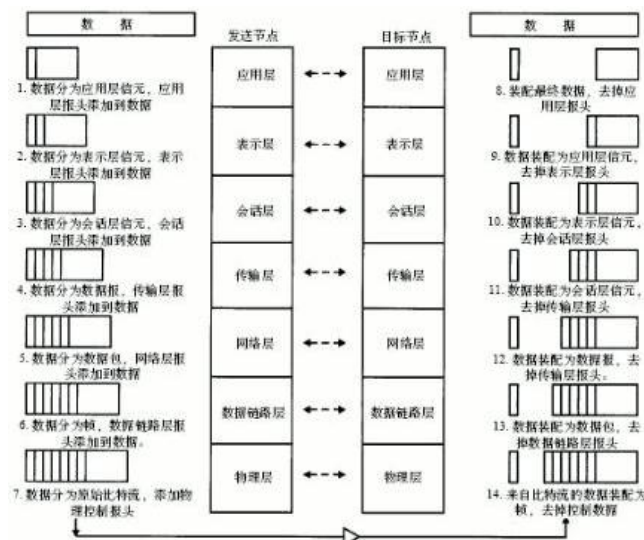 数 据
发送节点
目标节点
数 据
应用层
应用层
1. 数据分为应用层信元，应用
层报头添加到数据
8. 装配最终数据，去掉应
用层报头
表示层
表示层
2. 数据分为表示层信元，表示
层报头添加到数据
9. 数据装配为应用层信元，
去掉表示层报头
会话层
会话层
3. 数据分为会话层信元，会话
层报头添加到数据
10. 数据装配为表示层信元，
去掉会话层报头
传输层
传输层
4. 数据分为数据报，传输层报
头添加到数据
11. 数据装配为会话层信元，
去掉传输层报头
网络层
网络层
5. 数据分为数据包，网络层报
头添加到数据
12. 数据装配为数据报，去
掉传输层报头。
数据链路层
数据链路层
6. 数据分为帧，数据链路层报
头添加到数据。
13. 数据装配为数据包，去
掉数据链路层报头
物理层
物理层
7. 数据分为原始比特流，添加物
理控制报头
14. 来自比特流的数据装配为
帧，去掉控制数据